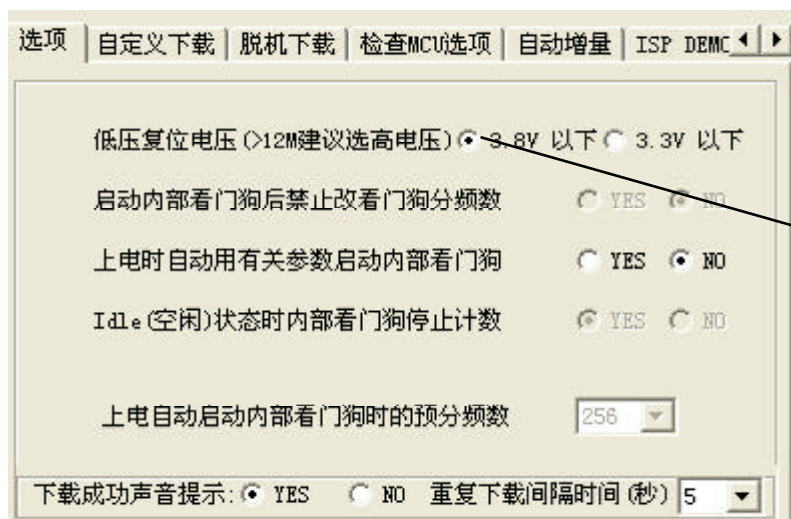 选项 自定义下载 脱机下载 检查MCU选项 自动增量 ISP DEMO
低压复位电压(>12M建议选高电压) 3.8V 以下 3.3V 以下
启动内部看门狗后禁止改看门狗分频数 YES NO
上电时自动用有关参数启动内部看门狗 YES NO
Idle(空闲)状态时内部看门狗停止计数 YES NO
上电自动启动内部看门狗时的预分频数 256
下载成功声音提示: YES NO 重复下载间隔时间(秒) 5